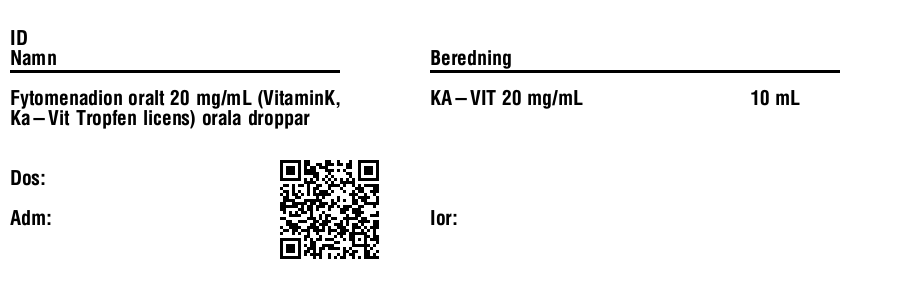 ID
Namn
Beredning
Fytomenadion oralt 20 mg/mL (VitaminK,
Ka–Vit Tropfen licens) orala droppar
KA–VIT 20 mg/mL 10 mL
Dos:
Adm:
Ior: